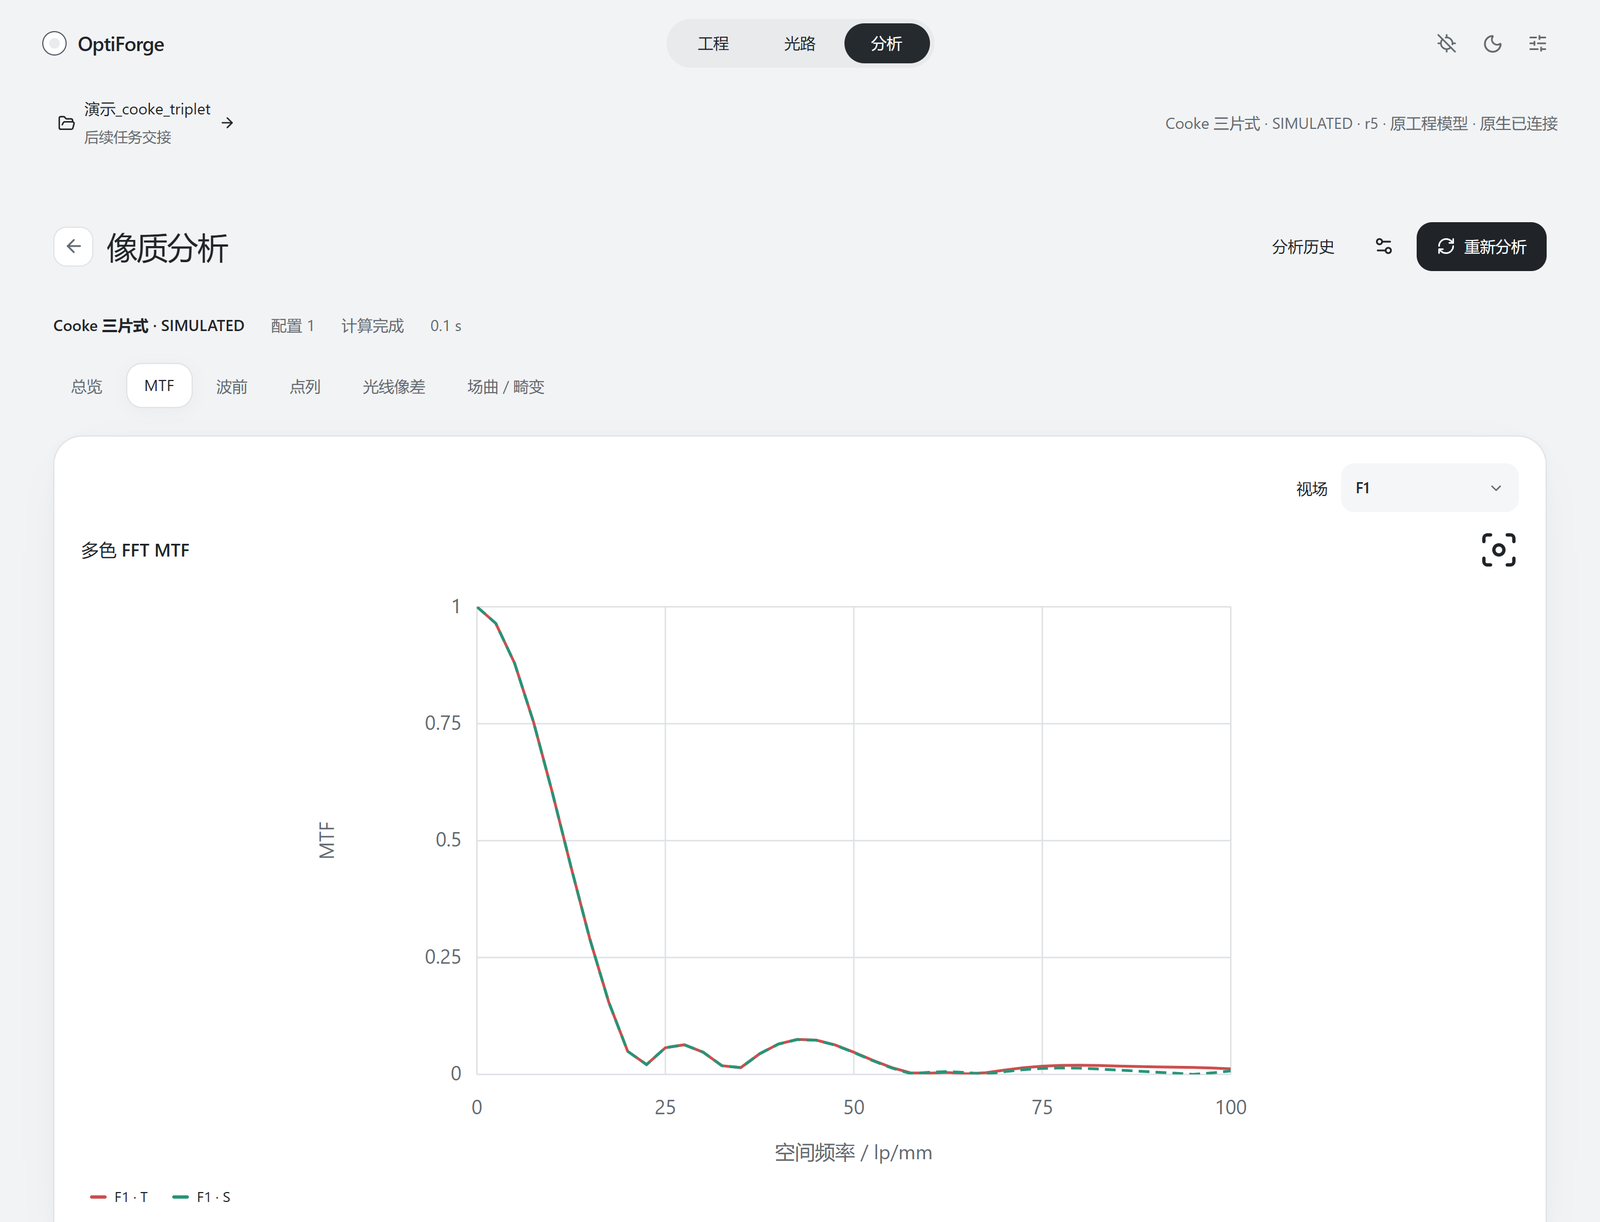 OptiForge
工程 光路 分析
演示_cooke_triplet
后续任务交接
Cooke 三片式 · SIMULATED · r5 · 原工程模型 · 原生已连接
像质分析
分析历史
重新分析
Cooke 三片式 · SIMULATED 配置 1 计算完成 0.1 s
总览 MTF 波前 点列 光线像差 场曲 / 畸变
视场 F1
多色 FFT MTF
1
0.75
0.5
0.25
0
MTF
0 25 50 75 100
空间频率 / lp/mm
F1 · T F1 · S